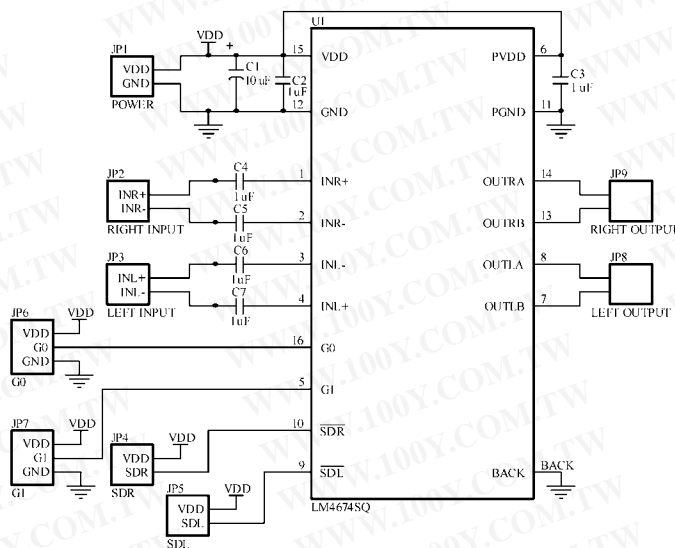 U1
VDD
JP1
VDD
GND
POWER
+
C1
10 uF
C2
1uF
15
VDD
12
GND
PVDD
6
PGND
11
C3
1 uF
JP2
INR+
INR-
RIGHT INPUT
C4
1uF
C5
1uF
1
INR+
2
INR-
OUTRA
14
OUTRB
13
JP9
RIGHT OUTPUT
JP3
INL+
INL-
LEFT INPUT
C6
1uF
C7
1uF
3
INL-
4
INL+
OUTLA
8
OUTLB
7
JP8
LEFT OUTPUT
JP6
VDD
VDD
G0
GND
G0
16
G0
5
G1
JP7
VDD
VDD
G1
GND
G1
JP4
VDD
VDD
SDR
SDR
10
SDR
JP5
VDD
VDD
SDL
SDL
9
SDL
BACK
BACK
LM4674SQ
WWW.100Y.COM.TW